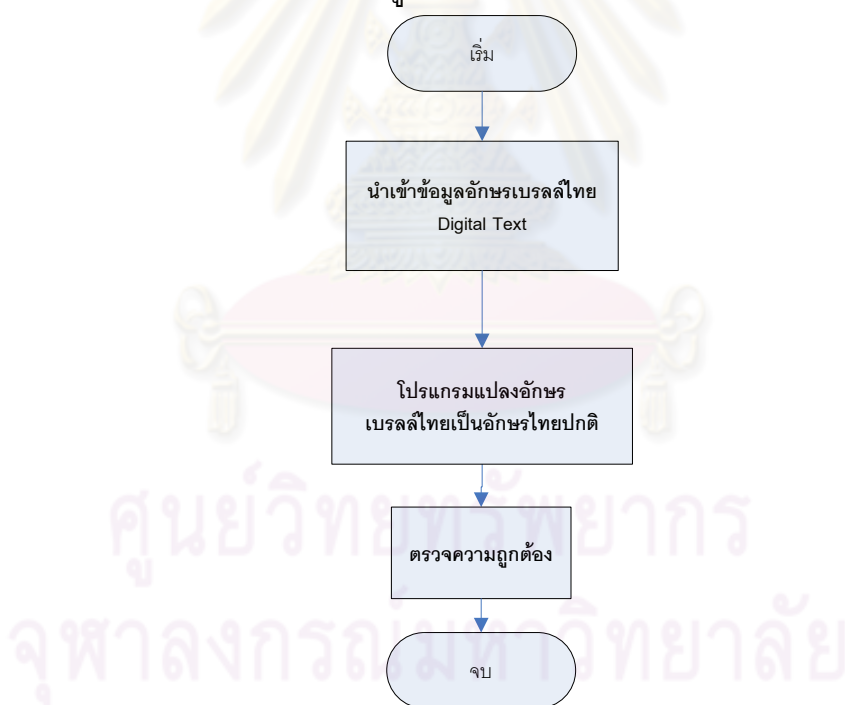 เริ่ม
นำเข้าข้อมูลอักษรเบรลล์ไทย
Digital Text
โปรแกรมแปลงอักษร
เบรลล์ไทยเป็นอักษรไทยปกติ
ศูนย์วิทยทรัพยากร
ตรวจความถูกต้อง
จุฬาลงกรณ์มหาวิทยาลัย
จบ